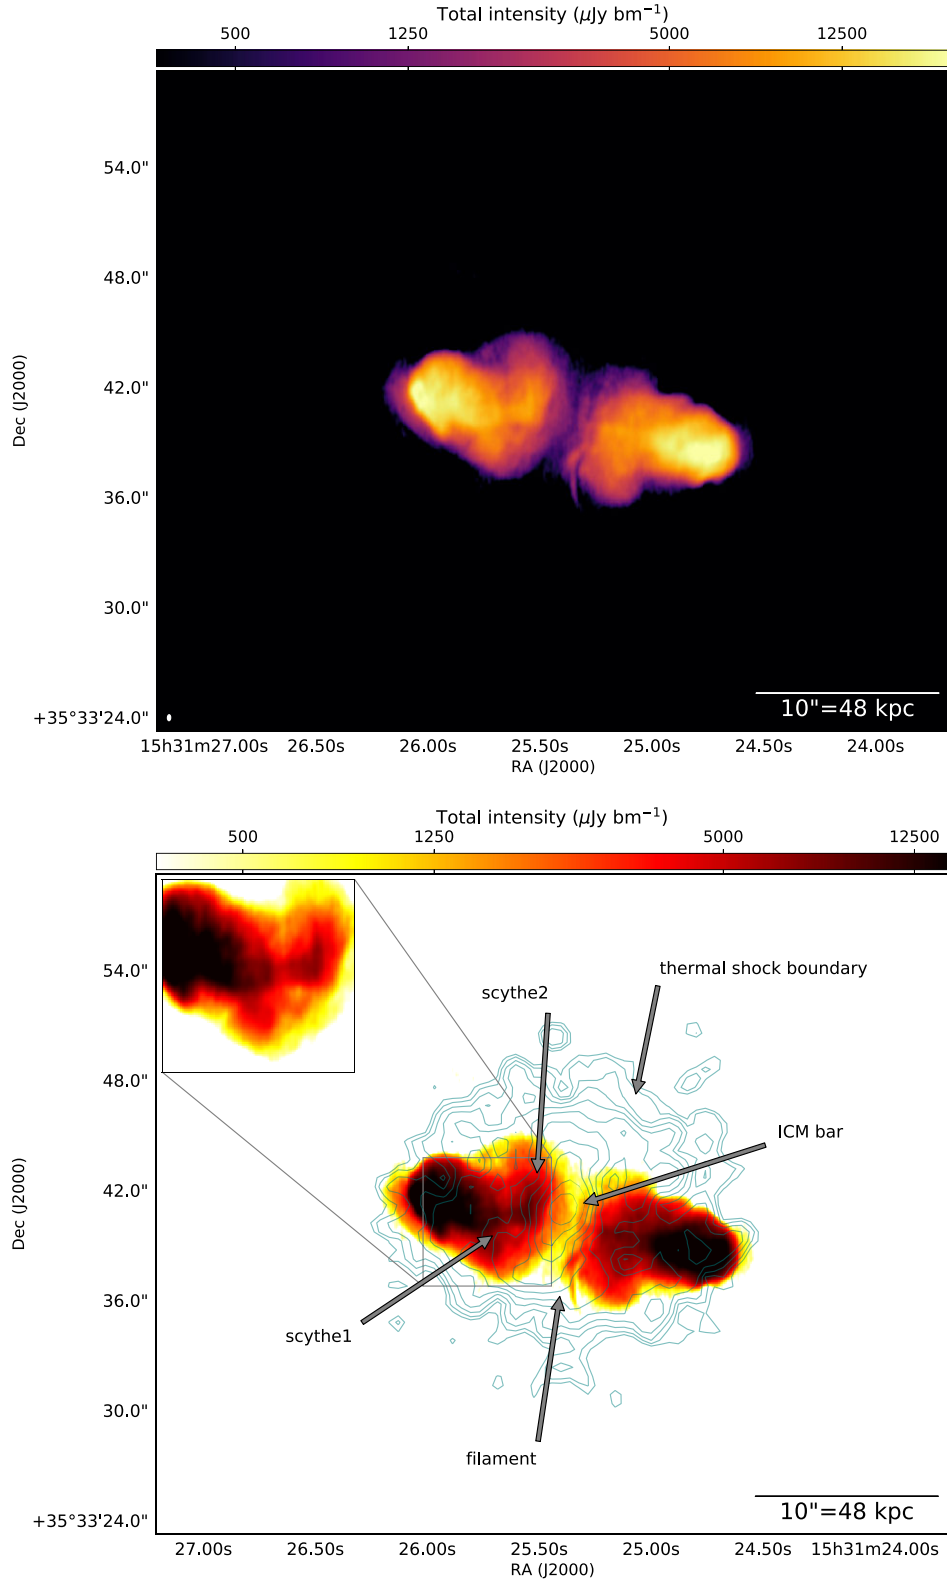 Total intensity (μJy bm⁻¹)
500 1250 5000 12500
54.0"
48.0"
42.0"
Dec (J2000)
36.0"
30.0"
10"=48 kpc
+35°33'24.0"
15h31m27.00s 26.50s 26.00s 25.50s 25.00s 24.50s 24.00s
RA (J2000)
Total intensity (μJy bm⁻¹)
500 1250 5000 12500
54.0"
thermal shock boundary
scythe2
48.0"
ICM bar
42.0"
Dec (J2000)
36.0"
scythe1
30.0"
filament
10"=48 kpc
+35°33'24.0"
27.00s 26.50s 26.00s 25.50s 25.00s 24.50s 15h31m24.00s
RA (J2000)